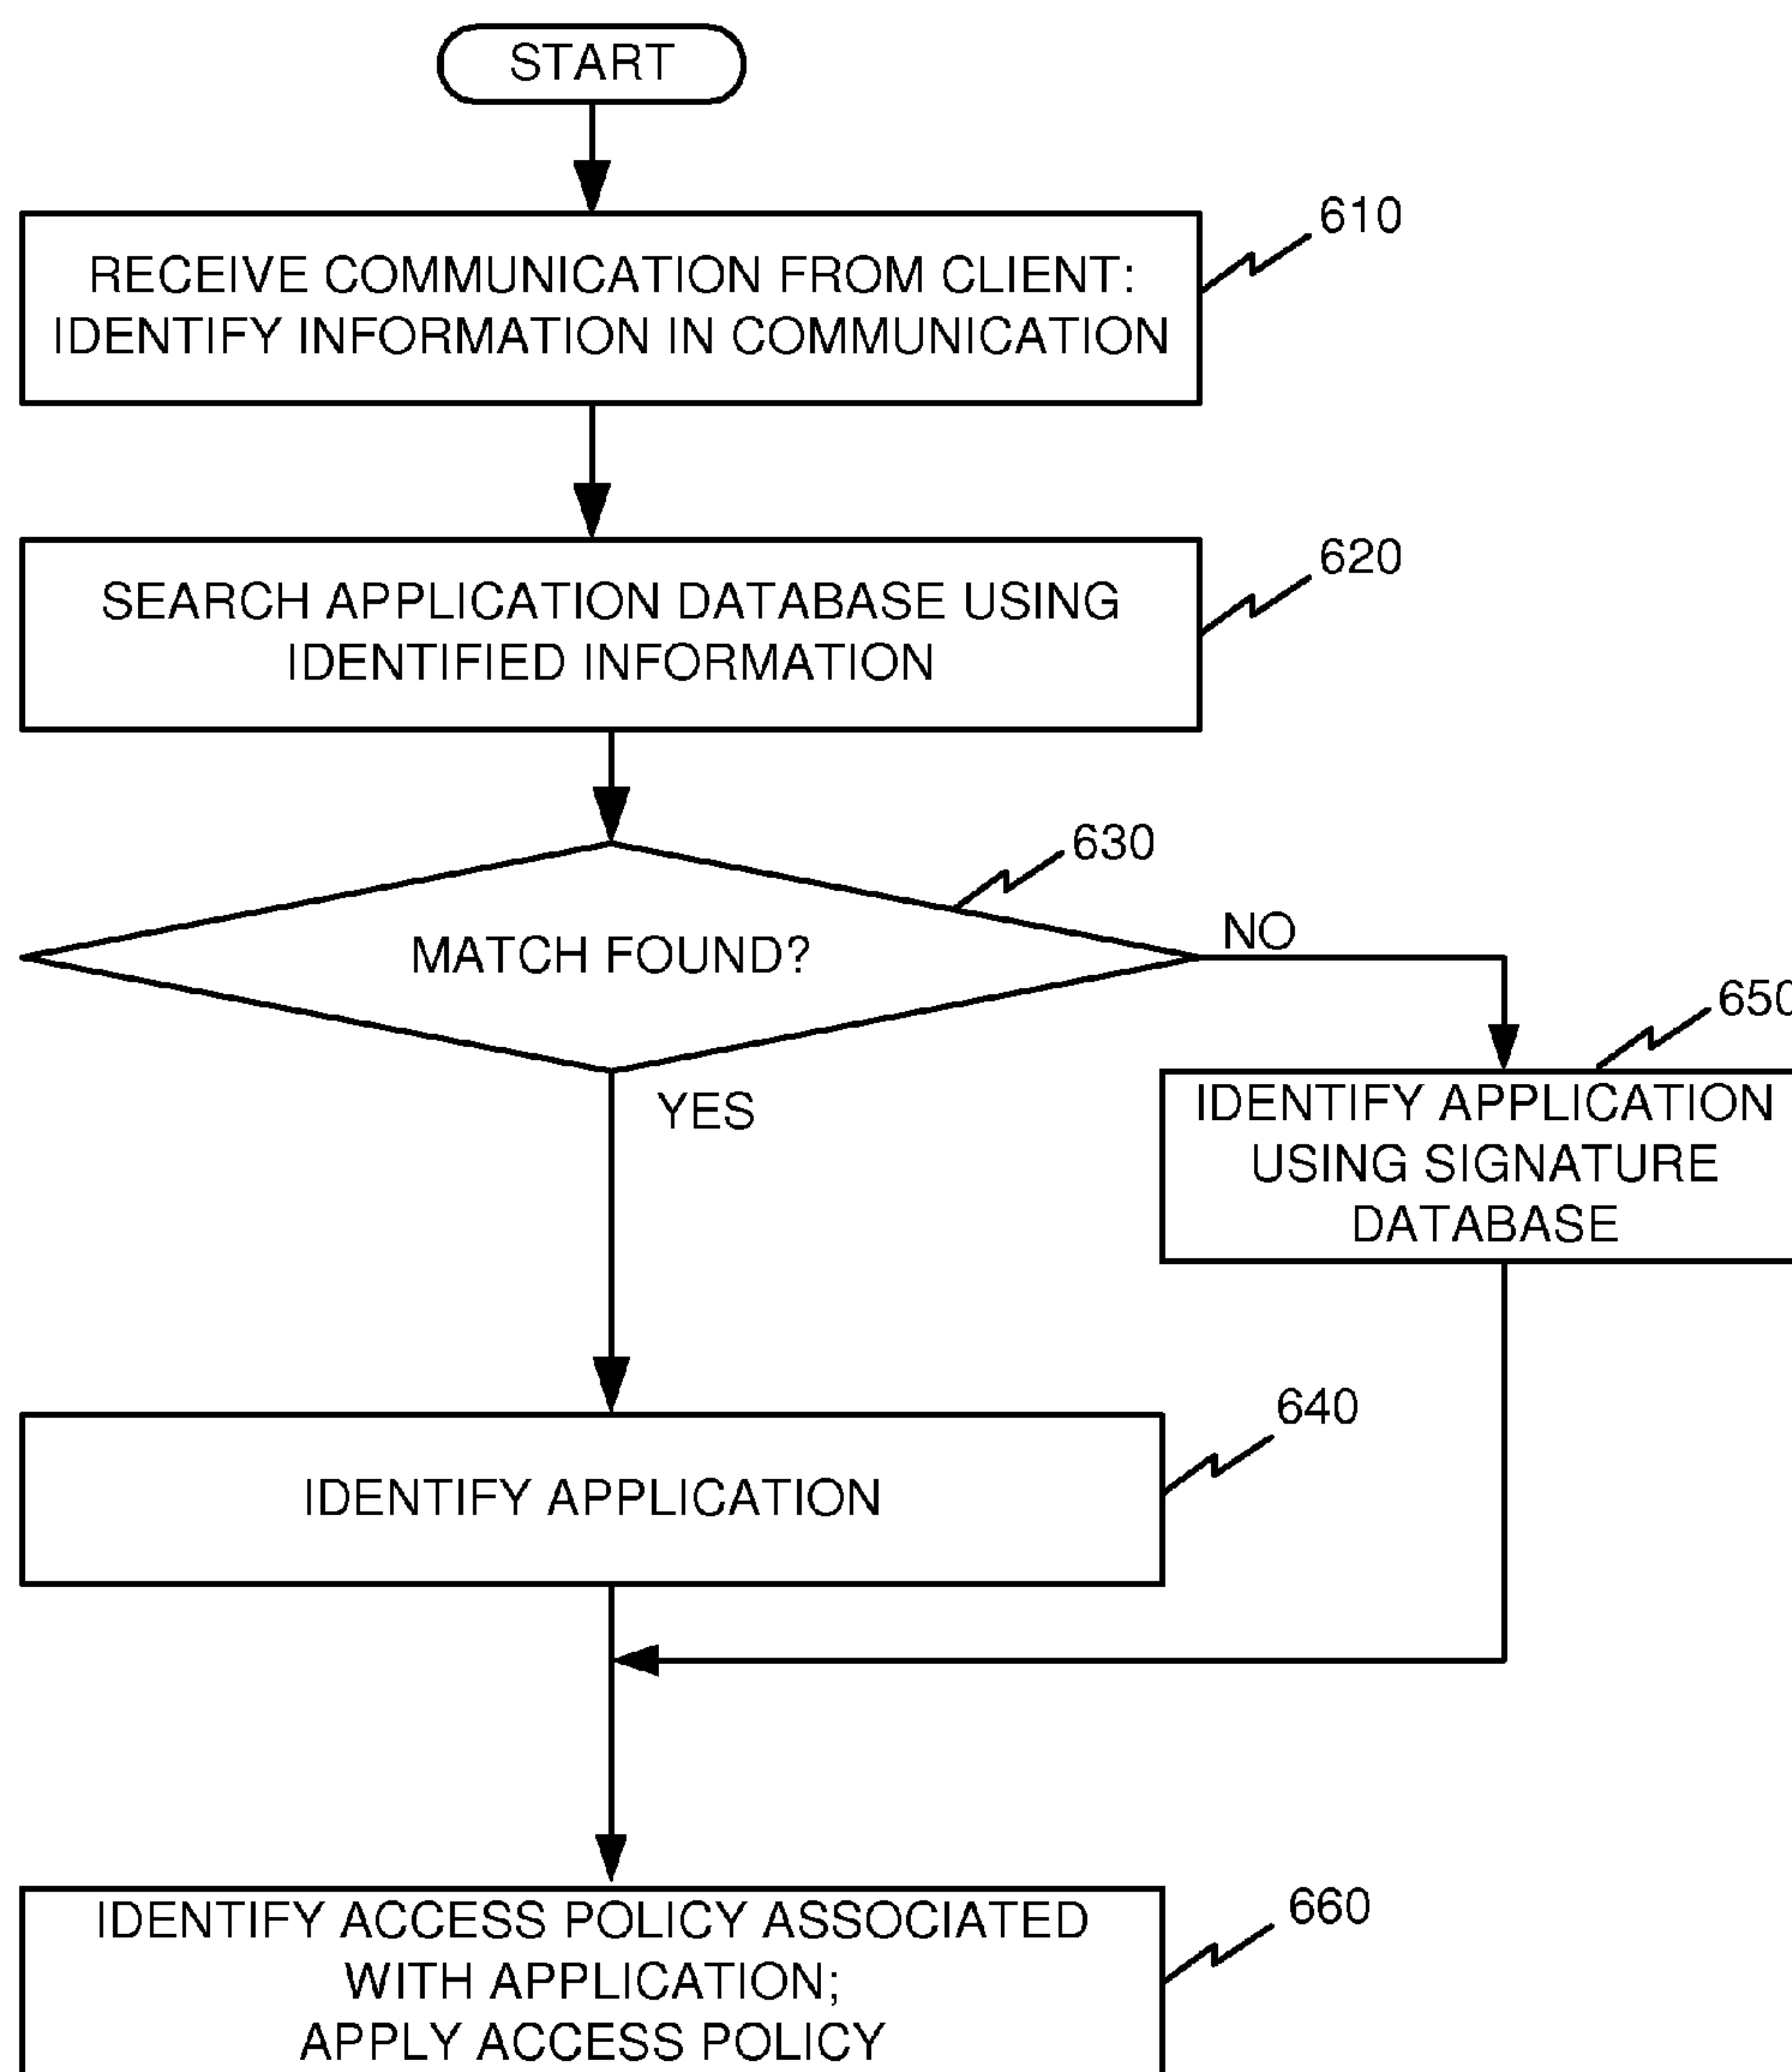 START
610
RECEIVE COMMUNICATION FROM CLIENT:
IDENTIFY INFORMATION IN COMMUNICATION
620
SEARCH APPLICATION DATABASE USING
IDENTIFIED INFORMATION
630
MATCH FOUND?
NO
650
YES
IDENTIFY APPLICATION
USING SIGNATURE
DATABASE
640
IDENTIFY APPLICATION
660
IDENTIFY ACCESS POLICY ASSOCIATED
WITH APPLICATION;
APPLY ACCESS POLICY